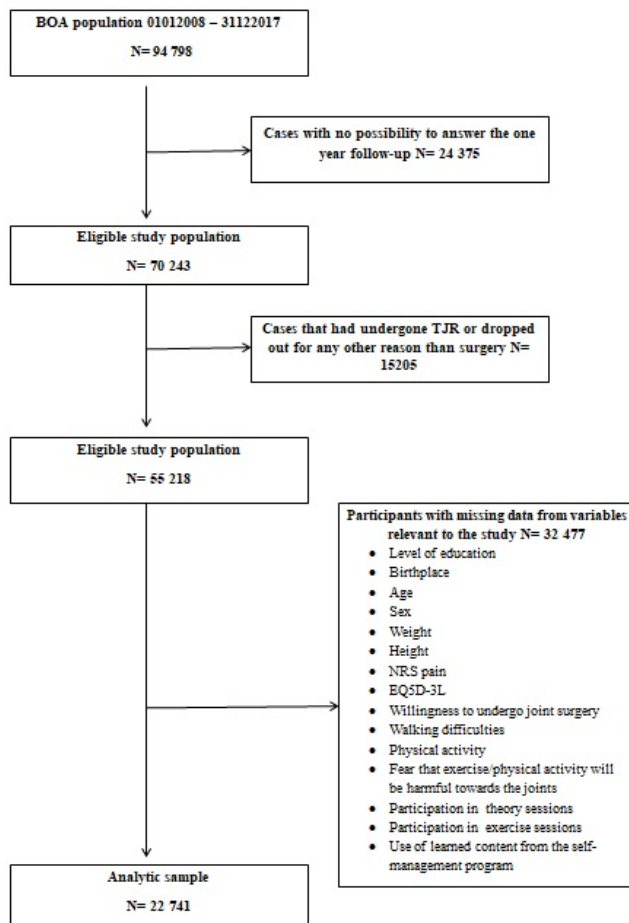 BOA population 01012008 – 31122017
N= 94 798
Cases with no possibility to answer the one
year follow-up N= 24 375
Eligible study population
N= 70 243
Cases that had undergone TJR or dropped
out for any other reason than surgery N=
15205
Eligible study population
N= 55 218
Participants with missing data from variables
relevant to the study N= 32 477
• Level of education
• Birthplace
• Age
• Sex
• Weight
• Height
• NRS pain
• EQ5D-3L
• Willingness to undergo joint surgery
• Walking difficulties
• Physical activity
• Fear that exercise/physical activity will
be harmful towards the joints
• Participation in theory sessions
• Participation in exercise sessions
• Use of learned content from the self-
management program
Analytic sample
N= 22 741